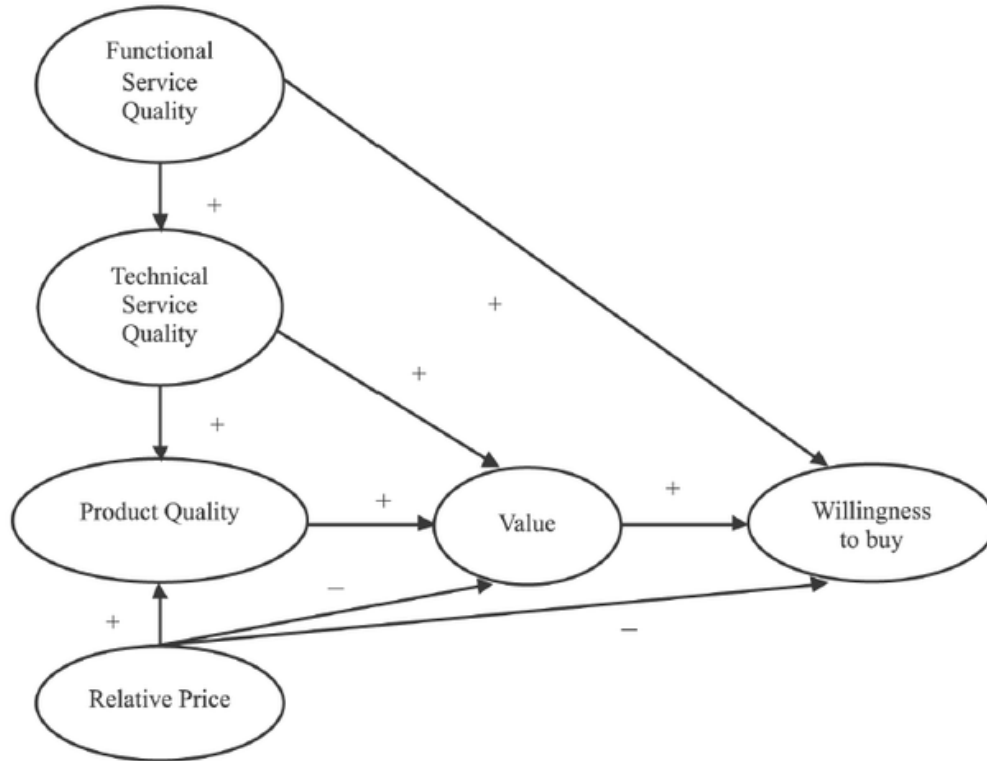 Functional
Service
Quality
+
+
Technical
Service
Quality
+
+
Product Quality
+
Value
+
Willingness
to buy
+
−
−
Relative Price